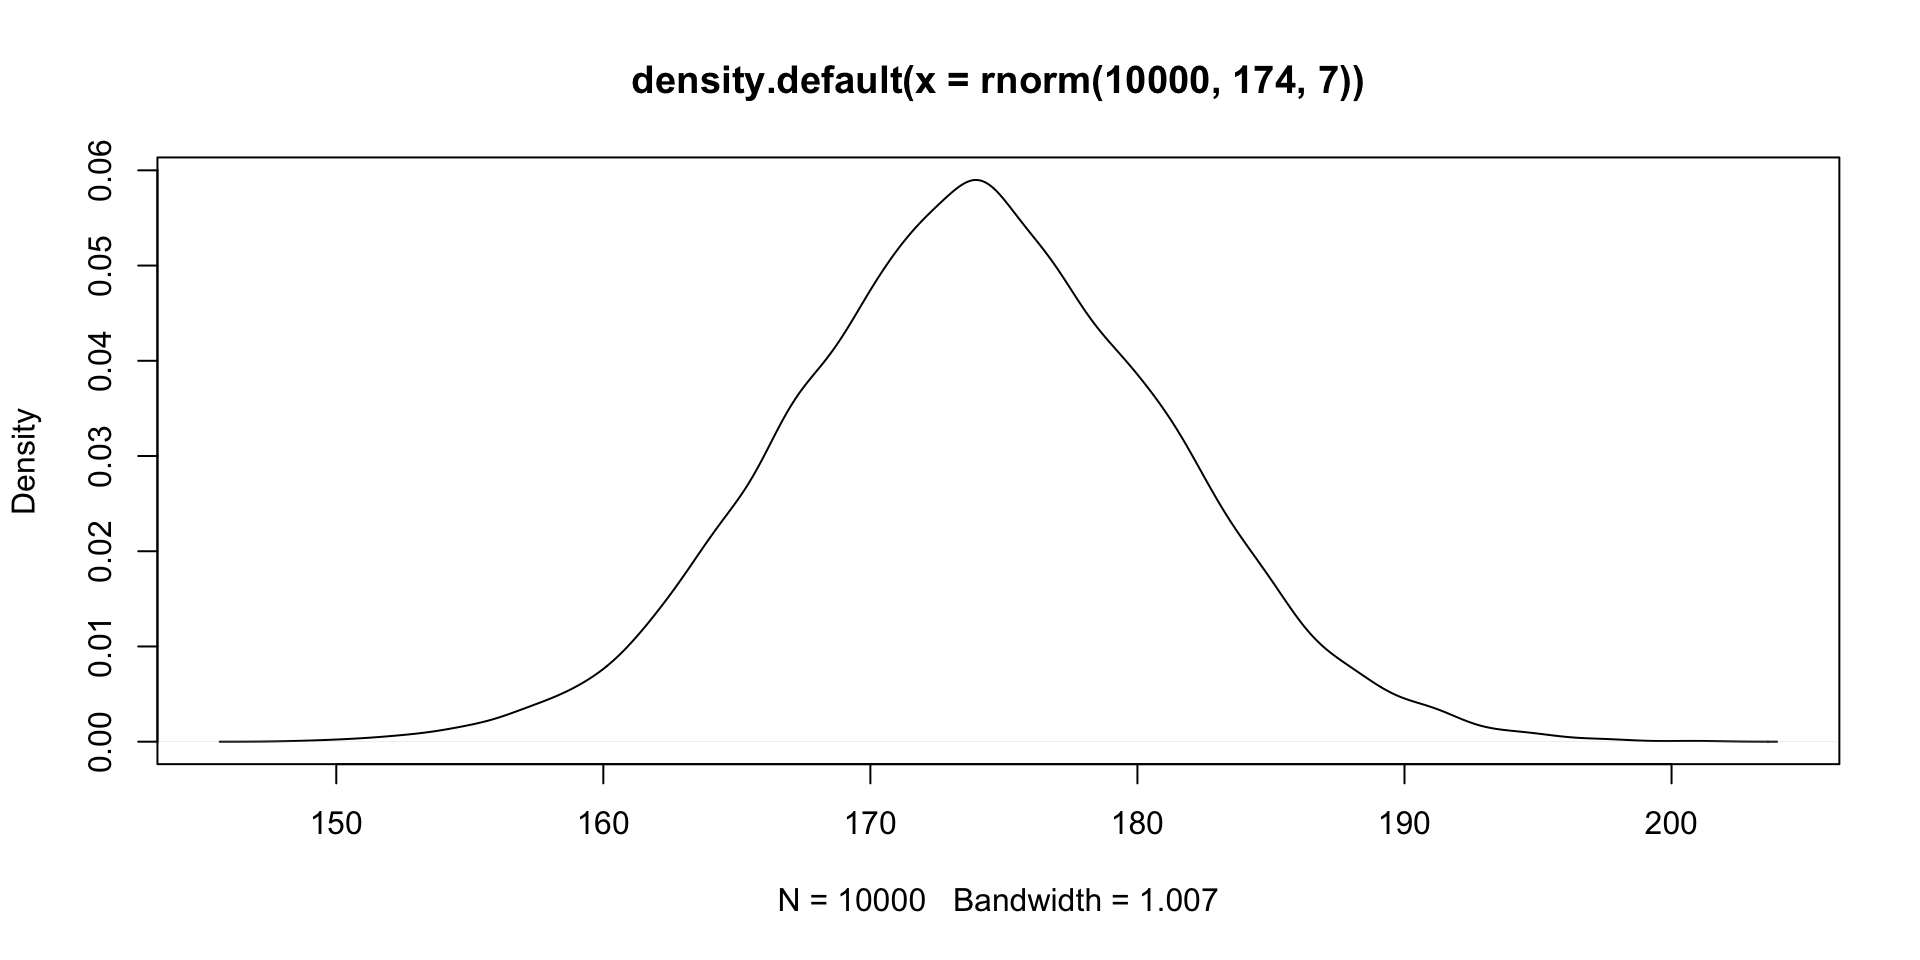 density.default(x = rnorm(10000, 174, 7))
0.06
0.05
0.04
0.03
0.02
0.01
0.00
Density
150 160 170 180 190 200
N = 10000 Bandwidth = 1.007